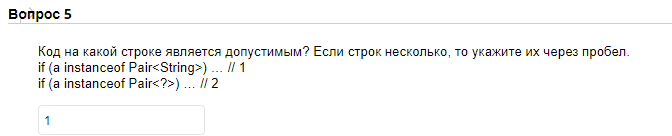 Вопрос 5
Код на какой строке является допустимым? Если строк несколько, то укажите их через пробел.
if (a instanceof Pair<String>) ... // 1
if (a instanceof Pair<?>) ... // 2
1